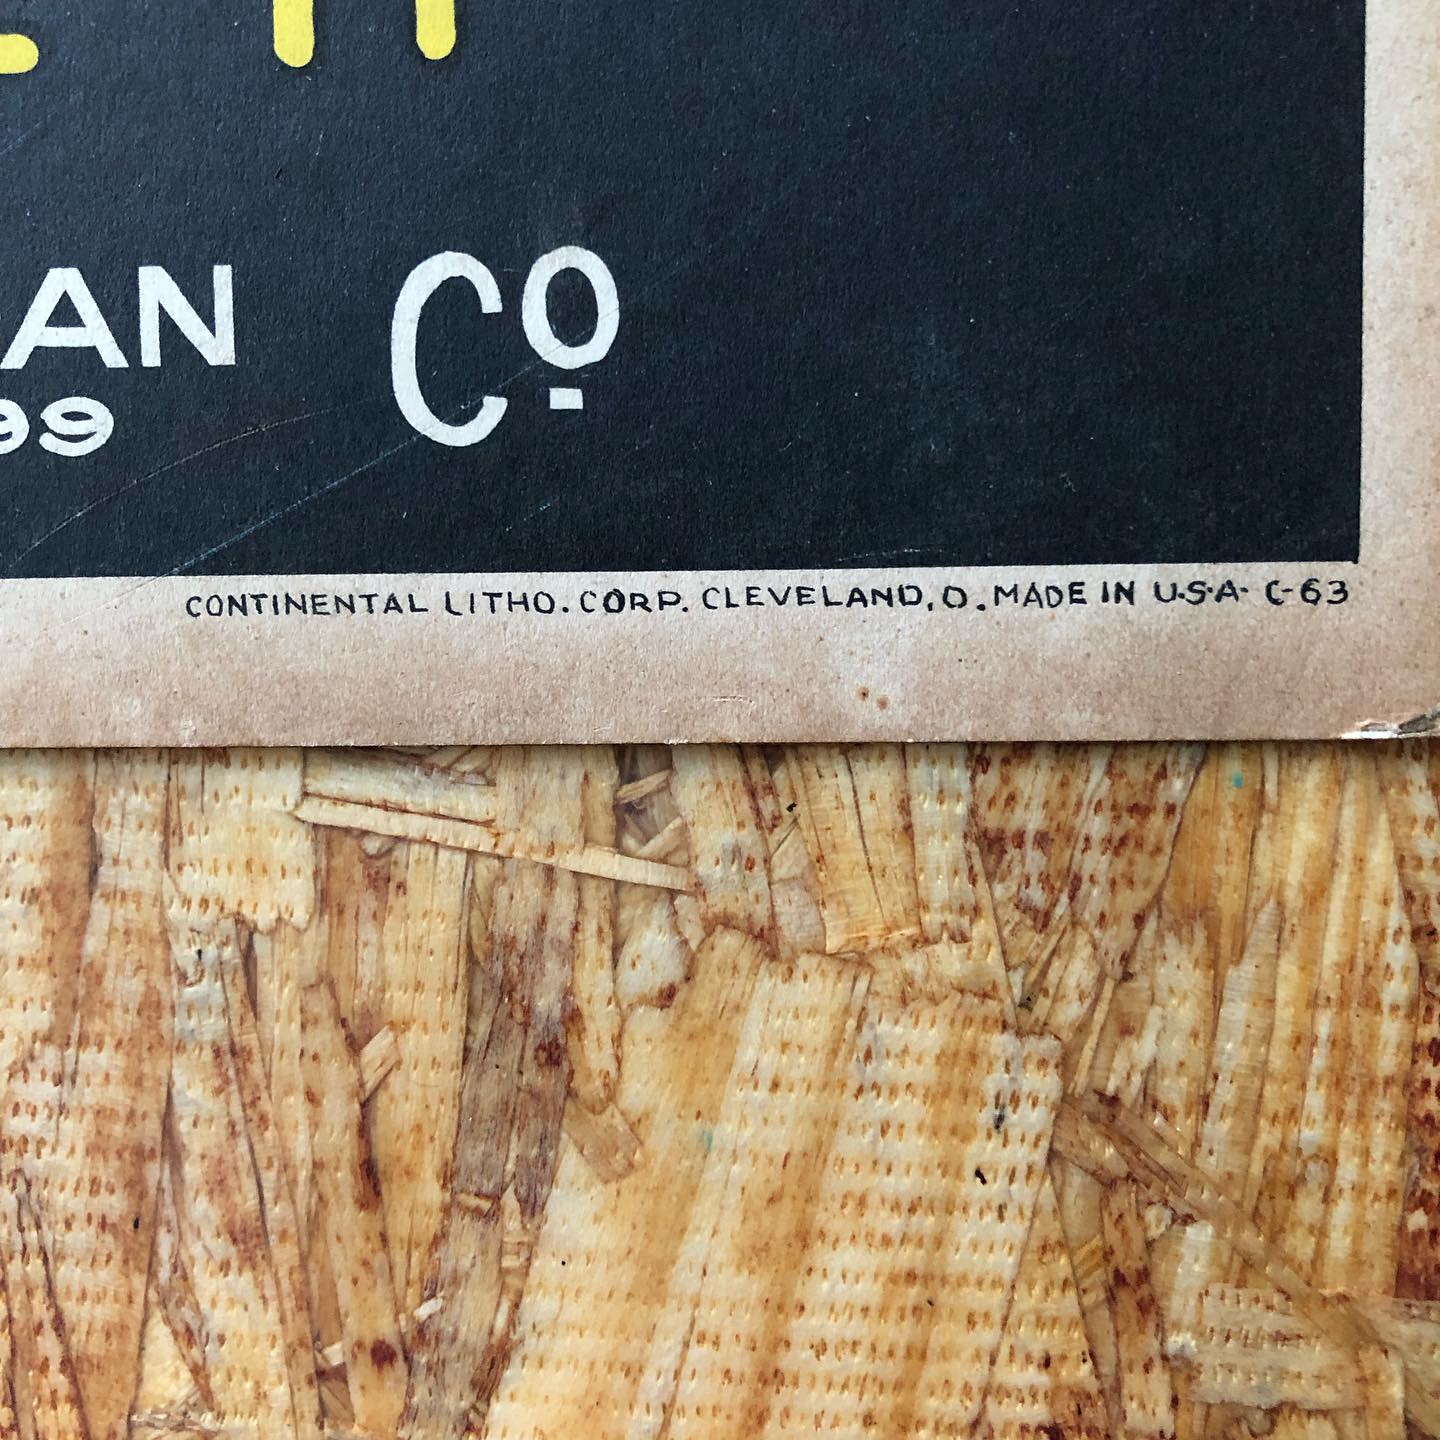 AN Cº
99
CONTINENTAL LITHO. CORP. CLEVELAND, O. MADE IN U.S.A. C-63